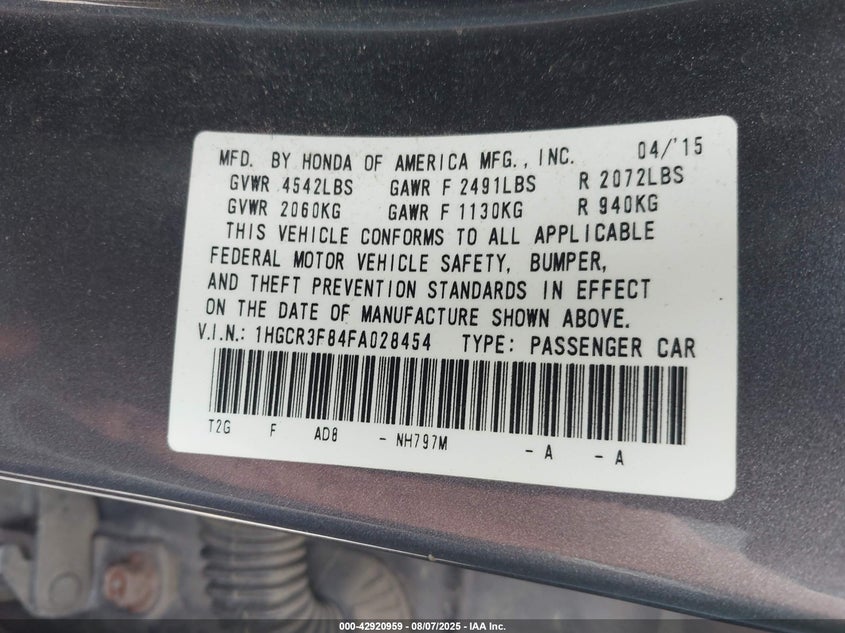 MFD. BY HONDA OF AMERICA MFG., INC. 04/'15
GVWR 4542LBS GAWR F 2491LBS R 2072LBS
GVWR 2060KG GAWR F 1130KG R 940KG
THIS VEHICLE CONFORMS TO ALL APPLICABLE
FEDERAL MOTOR VEHICLE SAFETY, BUMPER,
AND THEFT PREVENTION STANDARDS IN EFFECT
ON THE DATE OF MANUFACTURE SHOWN ABOVE.
V.I.N.: 1HGCR3F84FA028454 TYPE: PASSENGER CAR
T2G F AD8 - NH797M - A - A
000-42920959 | 08/07/2025 | IAA Inc.